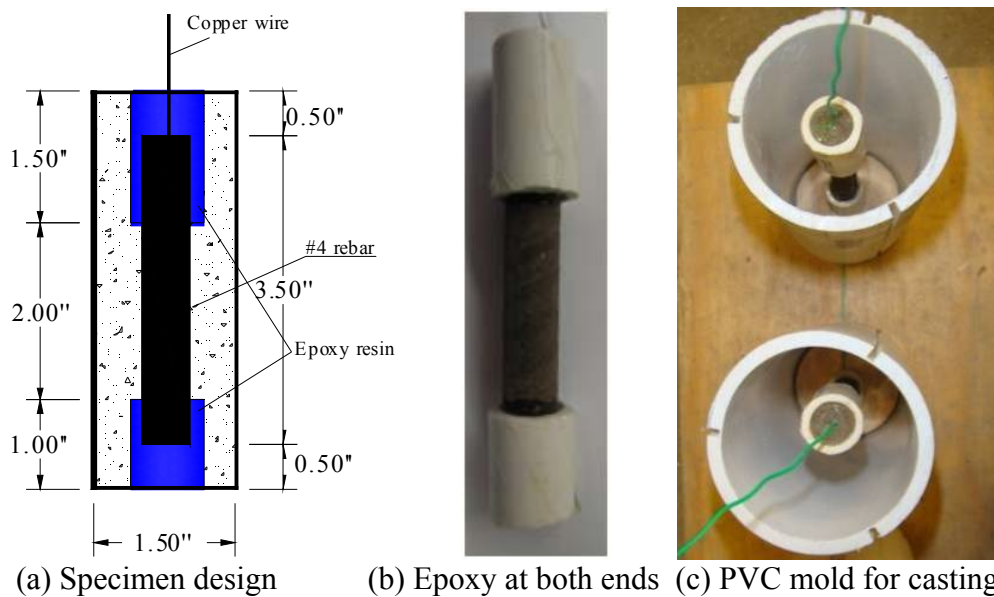 Copper wire
0.50"
1.50"
#4 rebar
3.50"
2.00"
Epoxy resin
1.00"
0.50"
1.50"
(a) Specimen design
(b) Epoxy at both ends
(c) PVC mold for casting